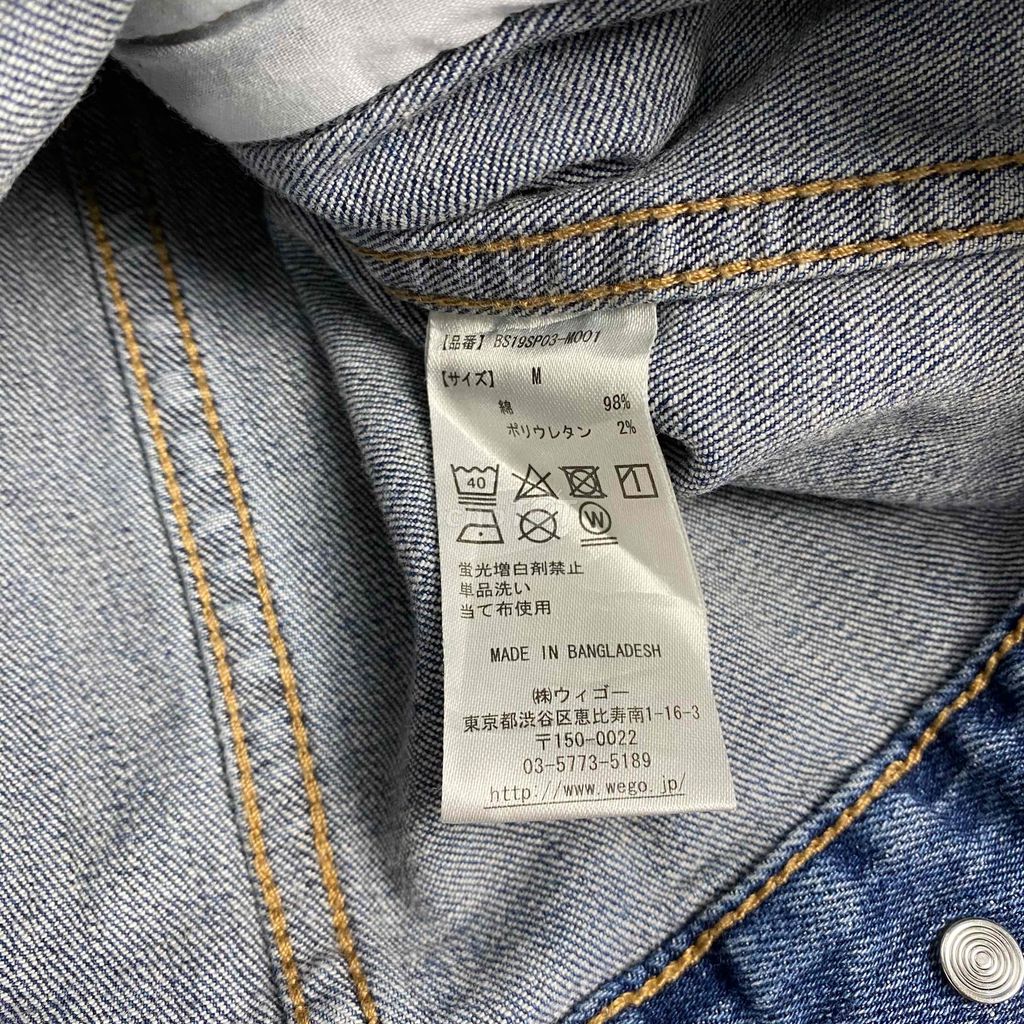 【品番】 BS19SP03-M001
【サイズ】 M
綿 98%
ポリウレタン 2%
40
W
蛍光増白剤禁止
単品洗い
当て布使用
MADE IN BANGLADESH
㈱ウィゴー
東京都渋谷区恵比寿南1-16-3
〒150-0022
03-5773-5189
http://www.wego.jp/